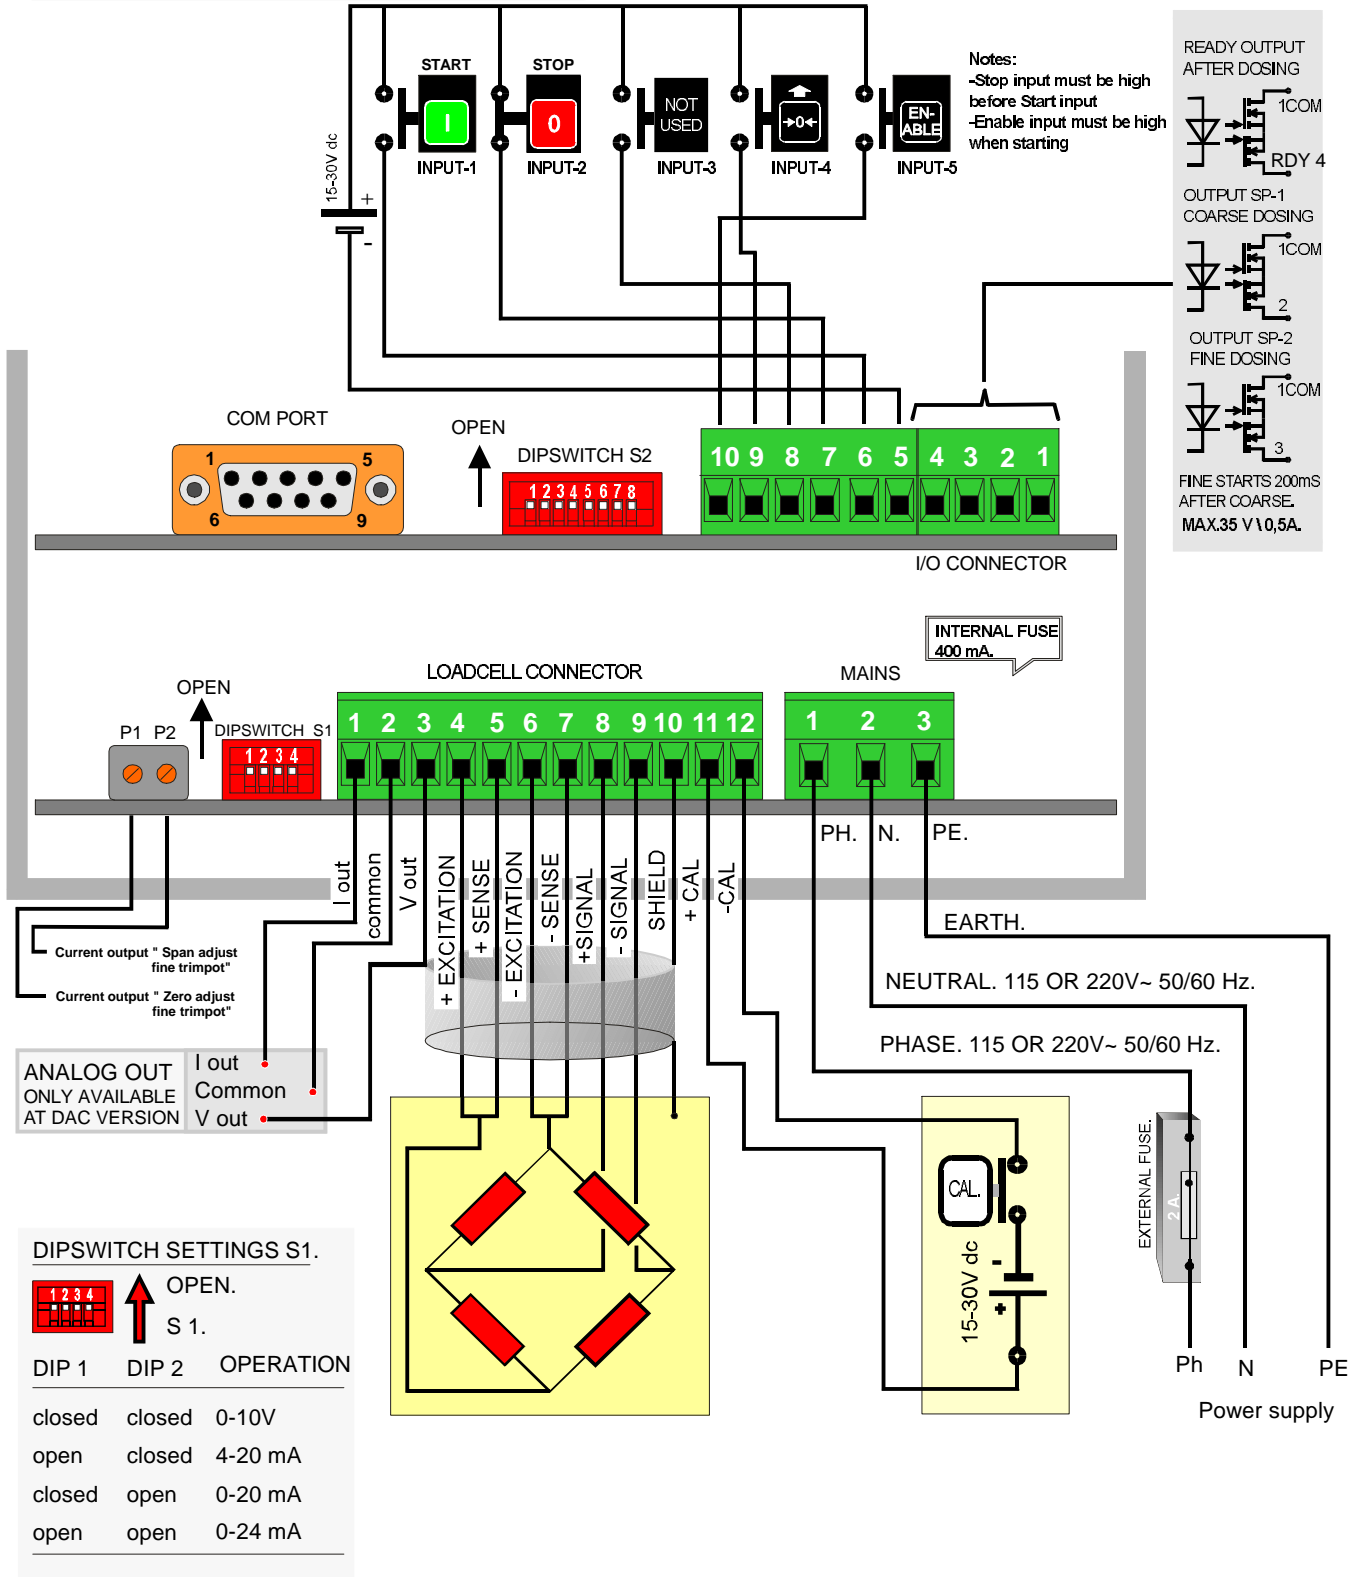 START
STOP
NOT
USED
EN-
ABLE
I
0
→0←
INPUT-1
INPUT-2
INPUT-3
INPUT-4
INPUT-5
15-30V dc
+
-
Notes:
-Stop input must be high
before Start input
-Enable input must be high
when starting
READY OUTPUT
AFTER DOSING
1COM
RDY 4
OUTPUT SP-1
COARSE DOSING
1COM
2
OUTPUT SP-2
FINE DOSING
1COM
3
FINE STARTS 200mS
AFTER COARSE.
MAX.35 V \ 0,5A.
COM PORT
1
5
6
9
OPEN
DIPSWITCH S2
1 2 3 4 5 6 7 8
10 9 8 7 6 5 4 3 2 1
I/O CONNECTOR
INTERNAL FUSE
400 mA.
LOADCELL CONNECTOR
MAINS
OPEN
P1 P2
DIPSWITCH S1
1 2 3 4
1 2 3 4 5 6 7 8 9 10 11 12
1 2 3
PH.
N.
PE.
I out
common
V out
+ EXCITATION
+ SENSE
- EXCITATION
- SENSE
+SIGNAL
- SIGNAL
SHIELD
+ CAL
-CAL
EARTH.
Current output " Span adjust
fine trimpot"
Current output " Zero adjust
fine trimpot"
NEUTRAL. 115 OR 220V~ 50/60 Hz.
PHASE. 115 OR 220V~ 50/60 Hz.
ANALOG OUT
ONLY AVAILABLE
AT DAC VERSION
I out
Common
V out
CAL.
15-30V dc
-
+
EXTERNAL FUSE.
2 A.
Ph
N
PE
Power supply
DIPSWITCH SETTINGS S1.
1 2 3 4
OPEN.
S 1.
DIP 1 DIP 2 OPERATION
closed closed 0-10V
open closed 4-20 mA
closed open 0-20 mA
open open 0-24 mA